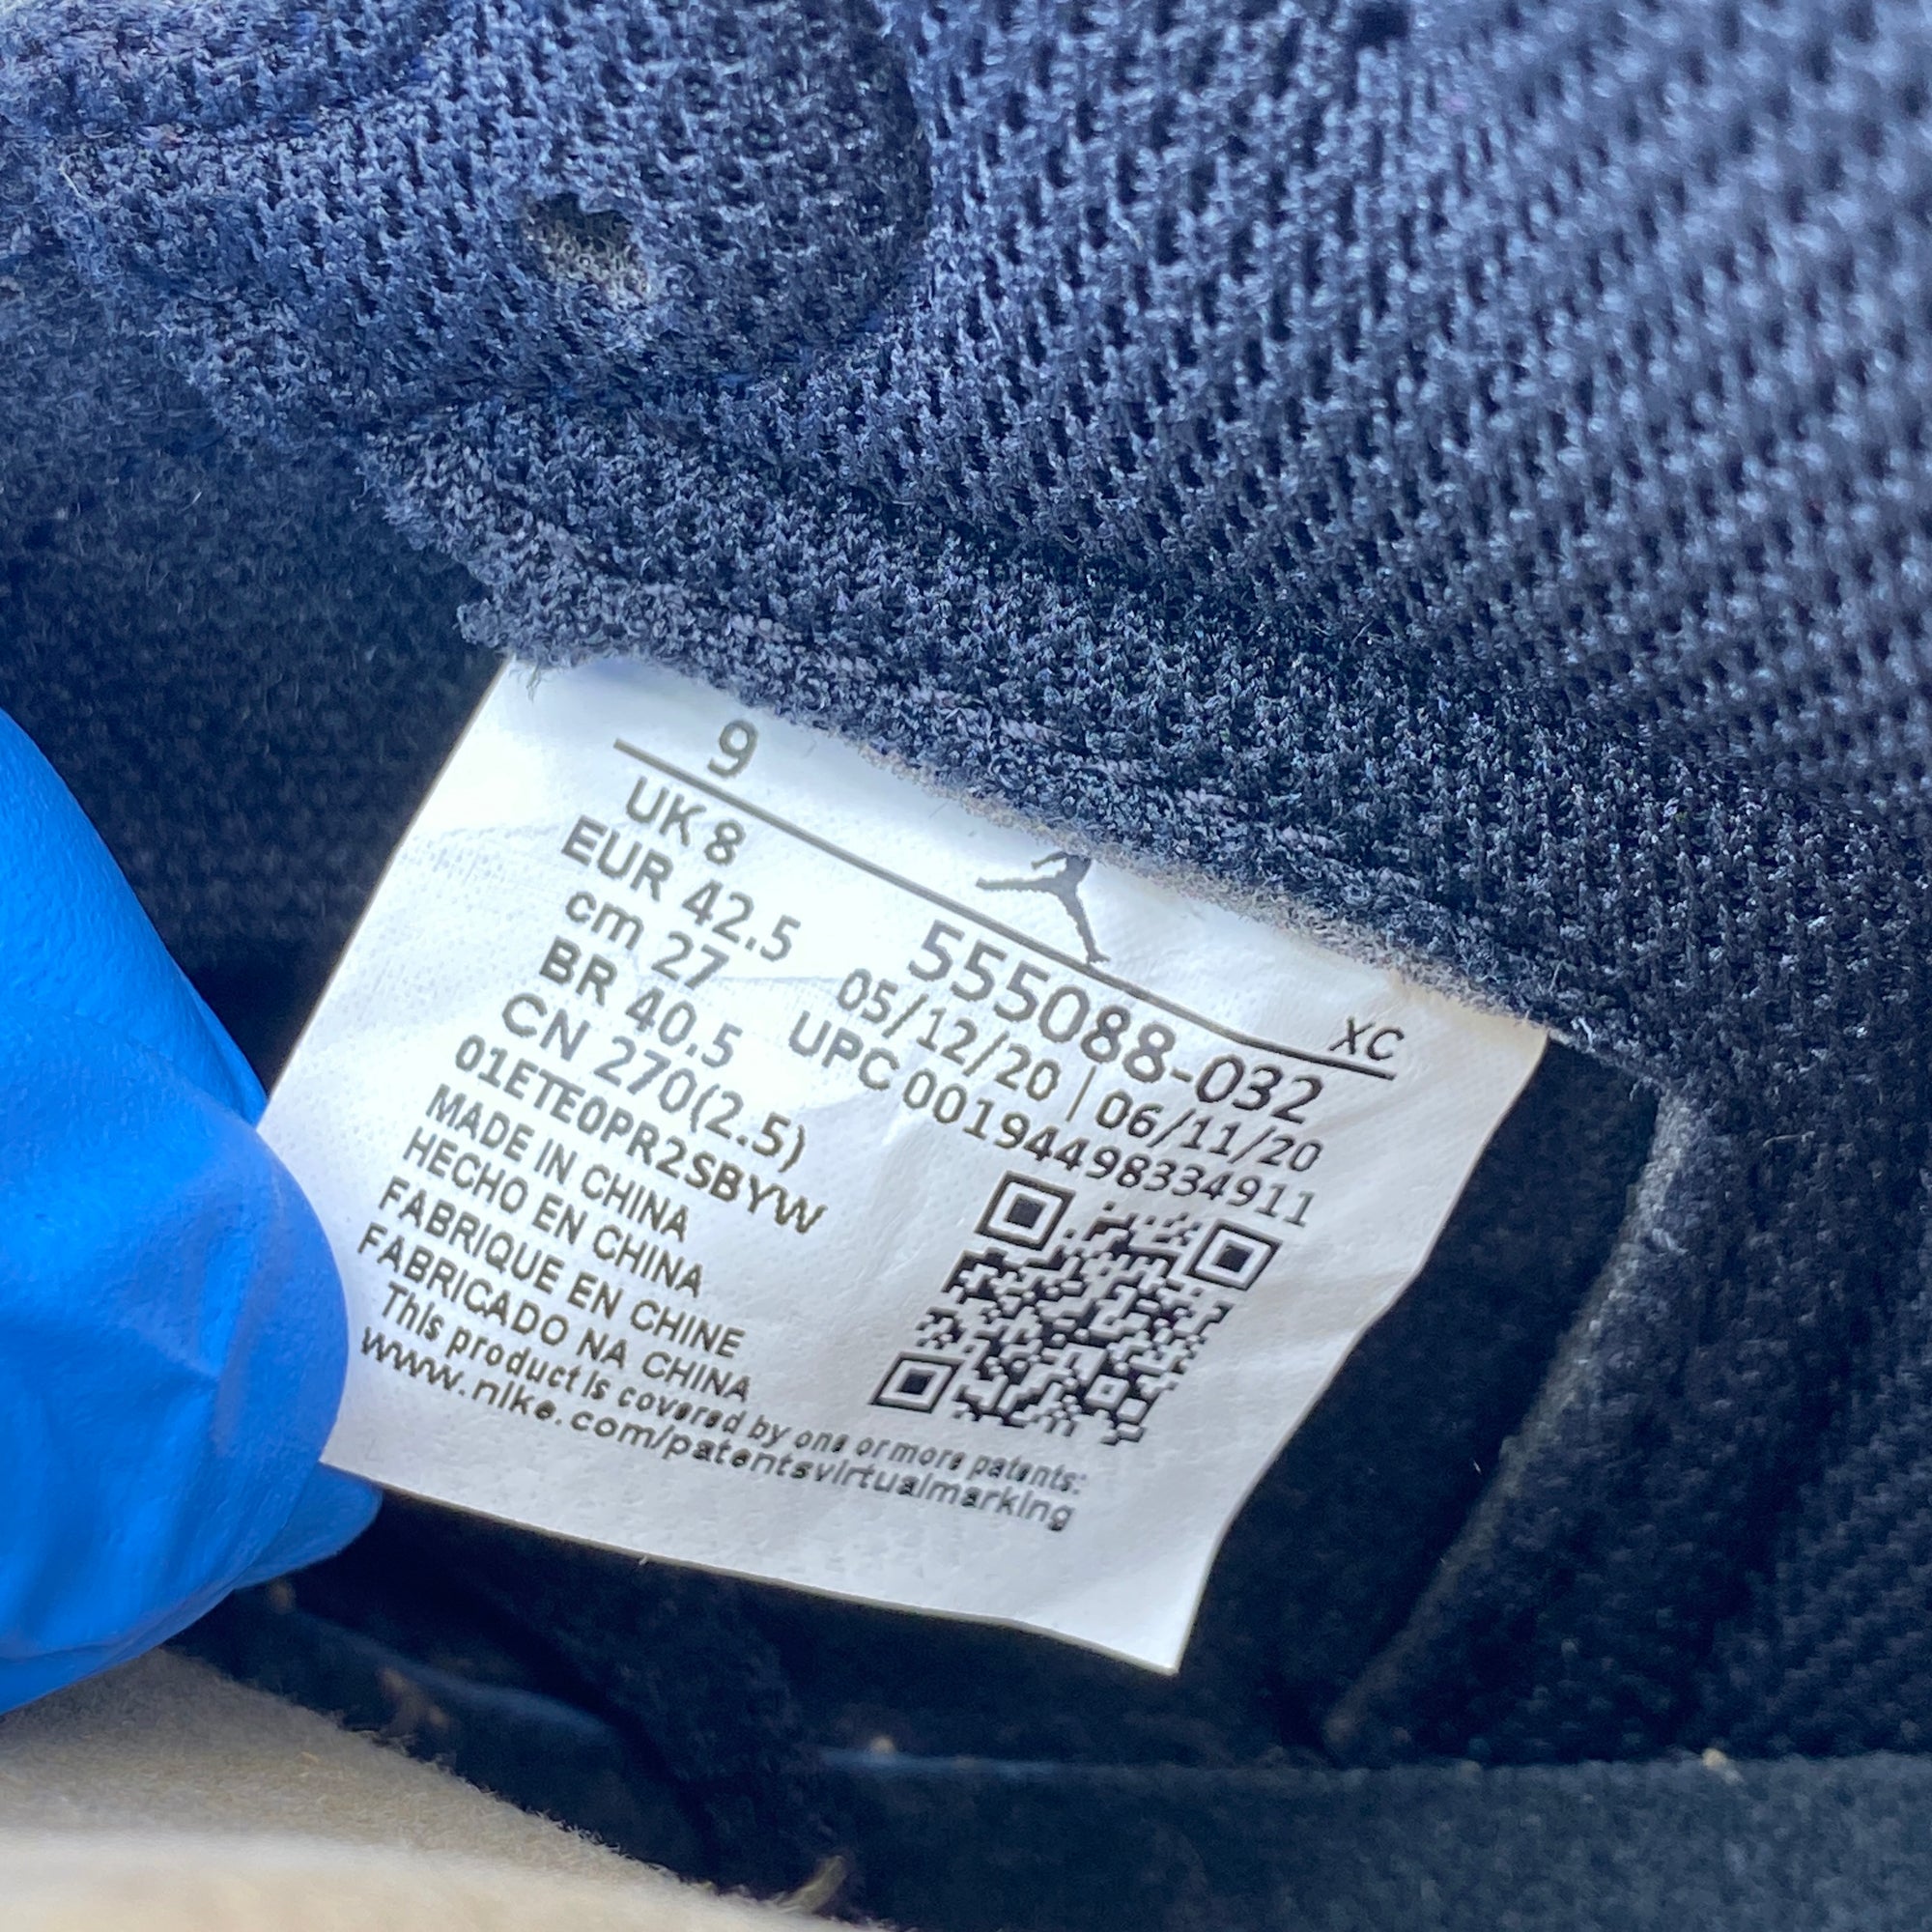 9
XC
UK 8
EUR 42.5
cm 27
BR 40.5
CN 270(2.5)
01ETE0PR2SBYW
MADE IN CHINA
HECHO EN CHINA
FABRIQUE EN CHINE
FABRICADO NA CHINA
555088-032
05/12/20 | 06/11/20
UPC 00194498334911
This product is covered by one or more patents:
www.nike.com/patentsvirtualmarking